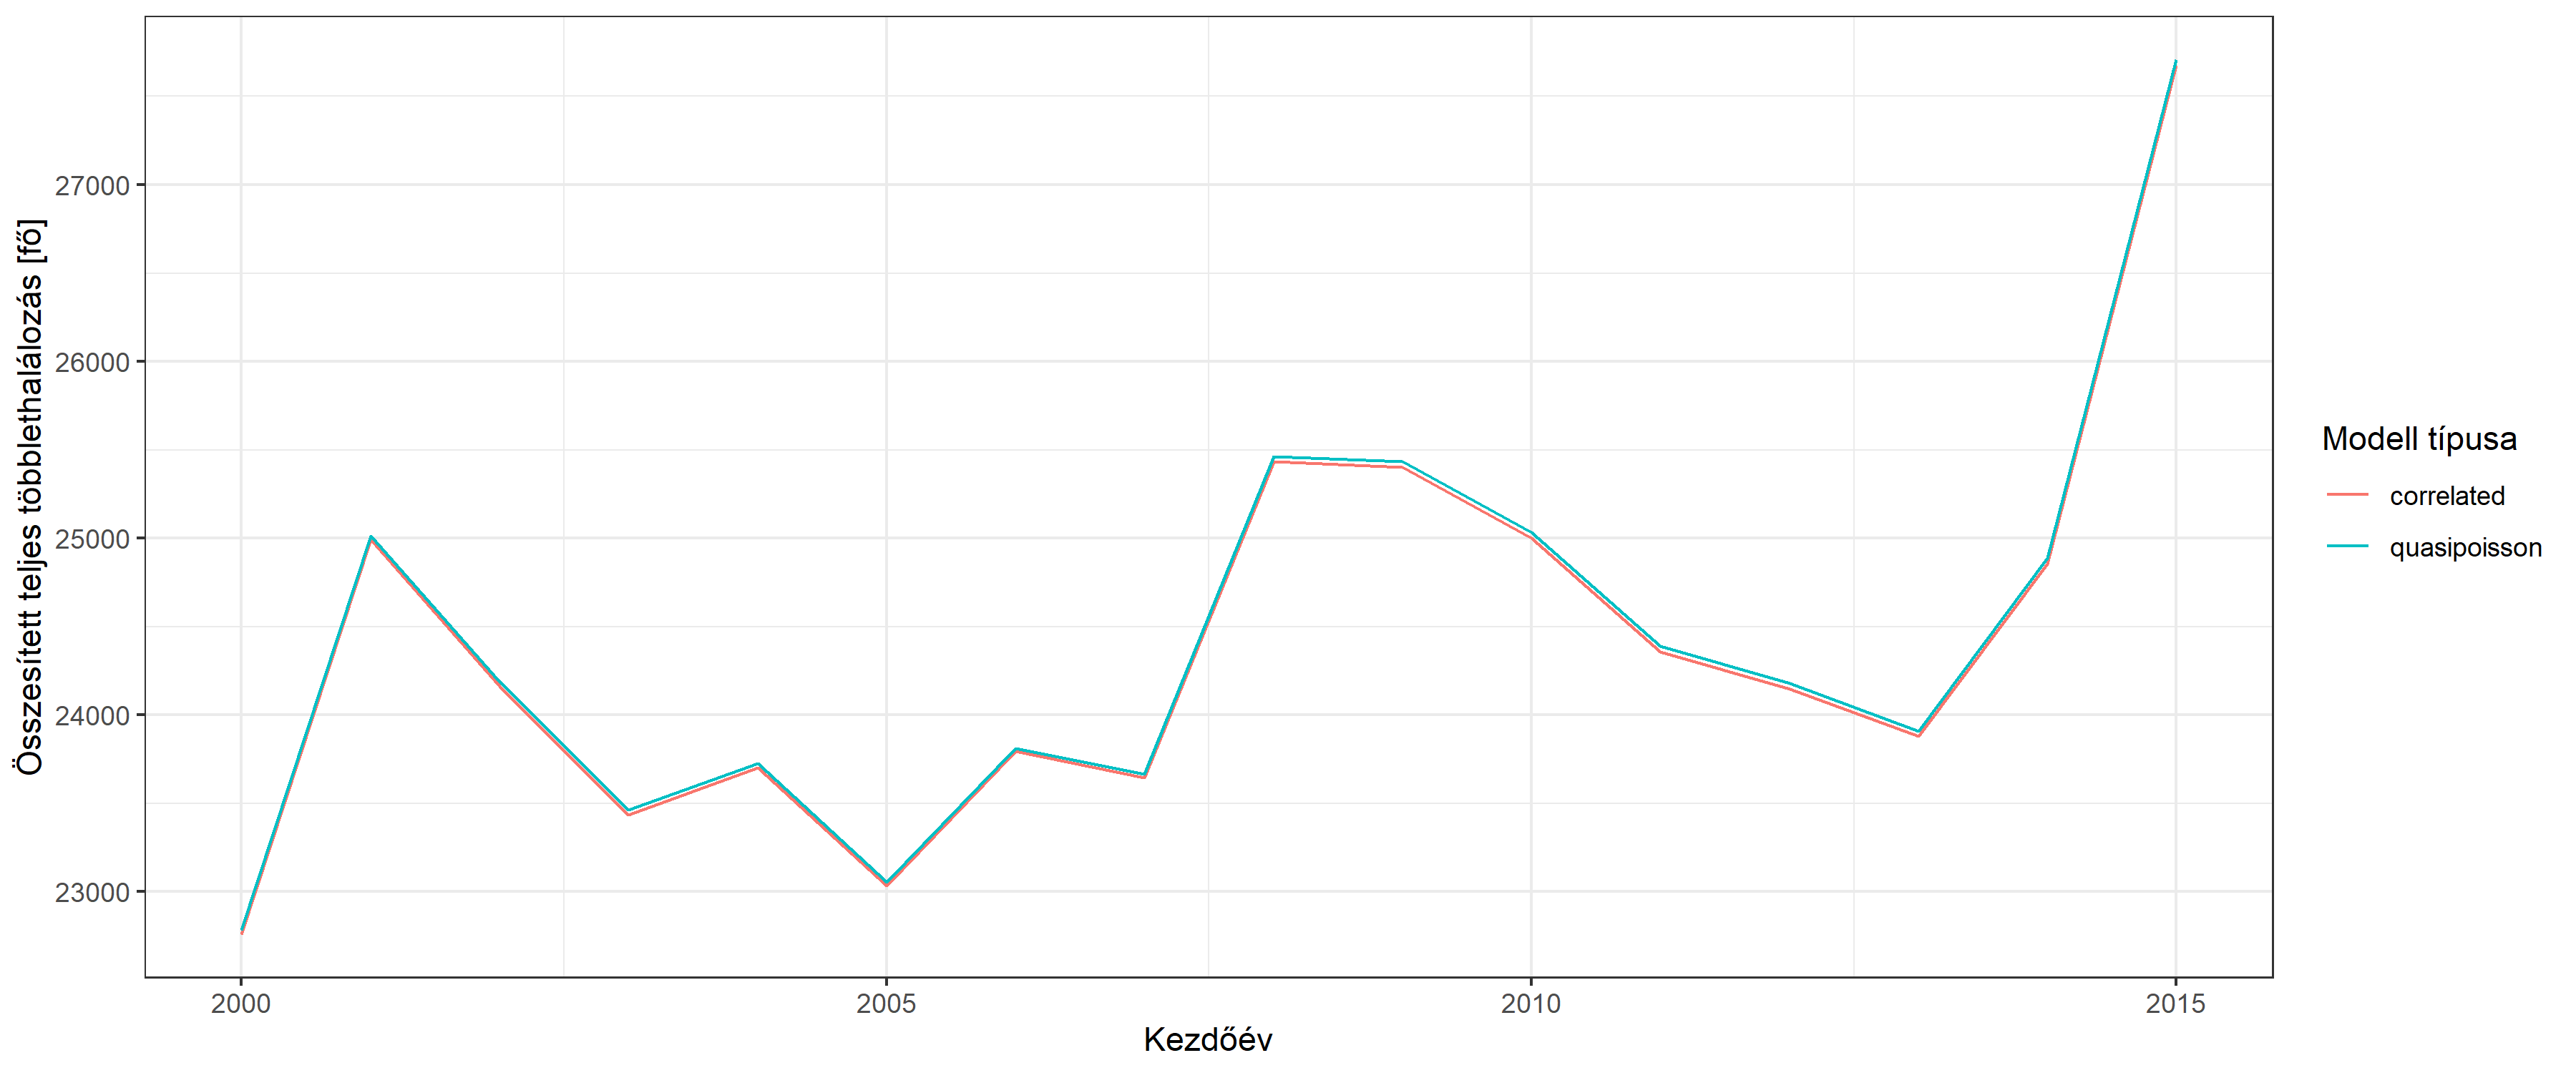 Összesített teljes többlethalálozás [fő]
27000
26000
25000
24000
23000
2000
2005
2010
2015
Kezdőév
Modell típusa
correlated
quasipoisson